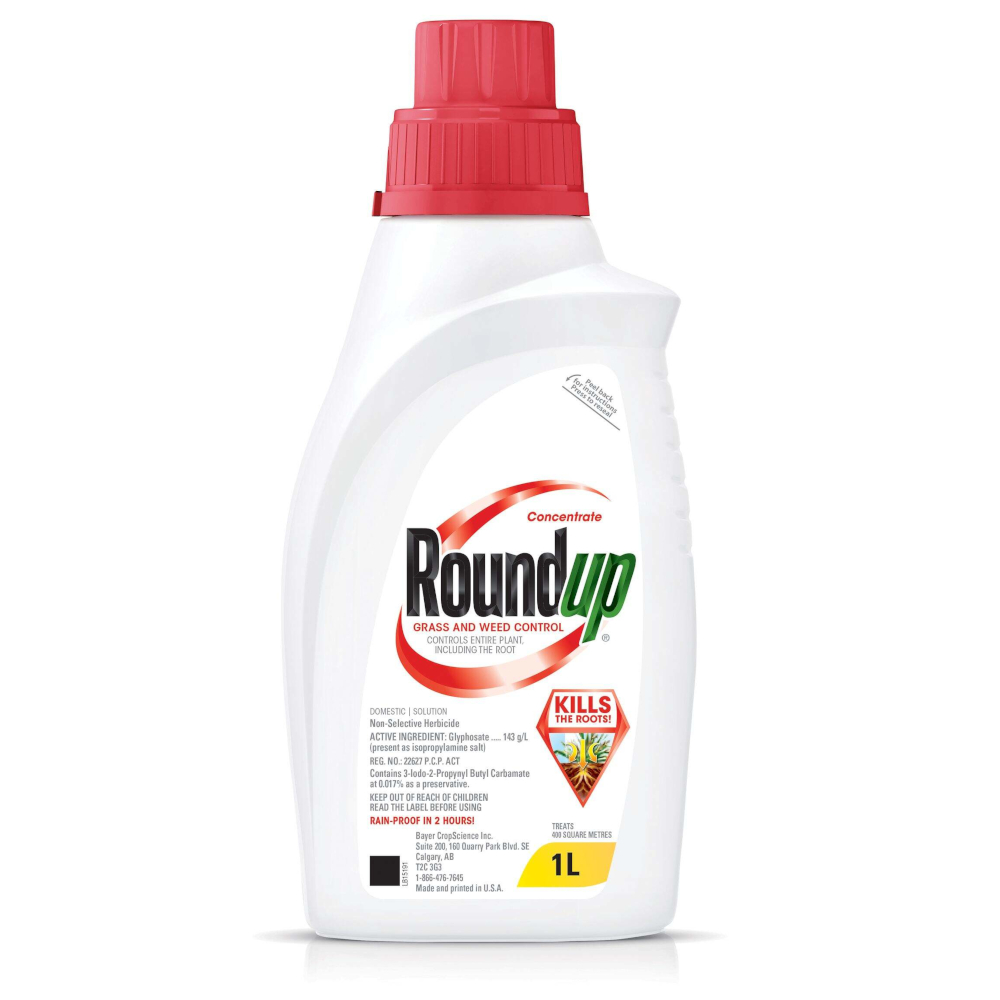 Peel back
for instructions
Press to reseal
Concentrate
Roundup
®
GRASS AND WEED CONTROL
CONTROLS ENTIRE PLANT,
INCLUDING THE ROOT
KILLS
THE ROOTS!
DOMESTIC | SOLUTION
Non-Selective Herbicide
ACTIVE INGREDIENT: Glyphosate ..... 143 g/L
(present as isopropylamine salt)
REG. NO.: 22627 P.C.P. ACT
Contains 3-Iodo-2-Propynyl Butyl Carbamate
at 0.017% as a preservative.
KEEP OUT OF REACH OF CHILDREN
READ THE LABEL BEFORE USING
RAIN-PROOF IN 2 HOURS!
Bayer CropScience Inc.
Suite 200, 160 Quarry Park Blvd. SE
Calgary, AB
T2C 3G3
1-866-476-7645
Made and printed in U.S.A.
LB15191
TREATS
400 SQUARE METRES
1L